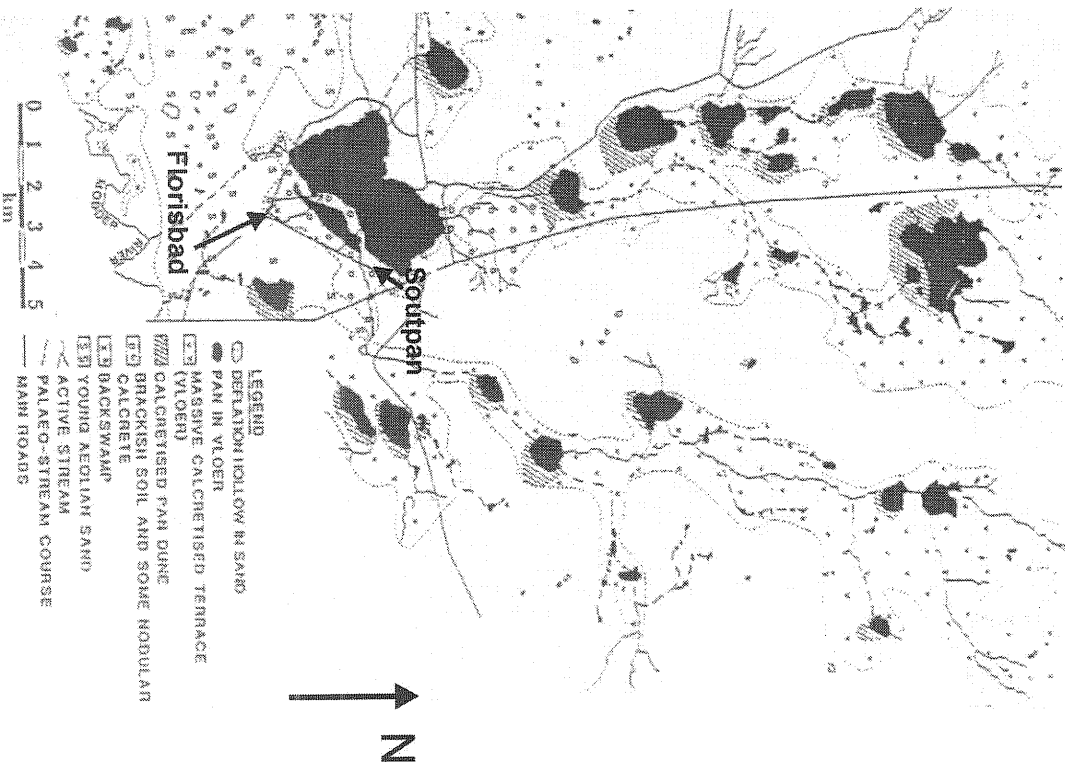 Florisbad
Soutpan
0 1 2 3 4 5
km
MODDER RIVER
LEGEND
DEFLATION HOLLOW IN SAND
PAN IN VLOER
MASSIVE CALCRETISED TERRACE
(VLOER)
CALCRETISED PAN DUNE
BRACKISH SOIL AND SOME NODULAR
CALCRETE
BACKSWAMP
YOUNG AEOLIAN SAND
ACTIVE STREAM
PALAEO-STREAM COURSE
MAIN ROADS
N